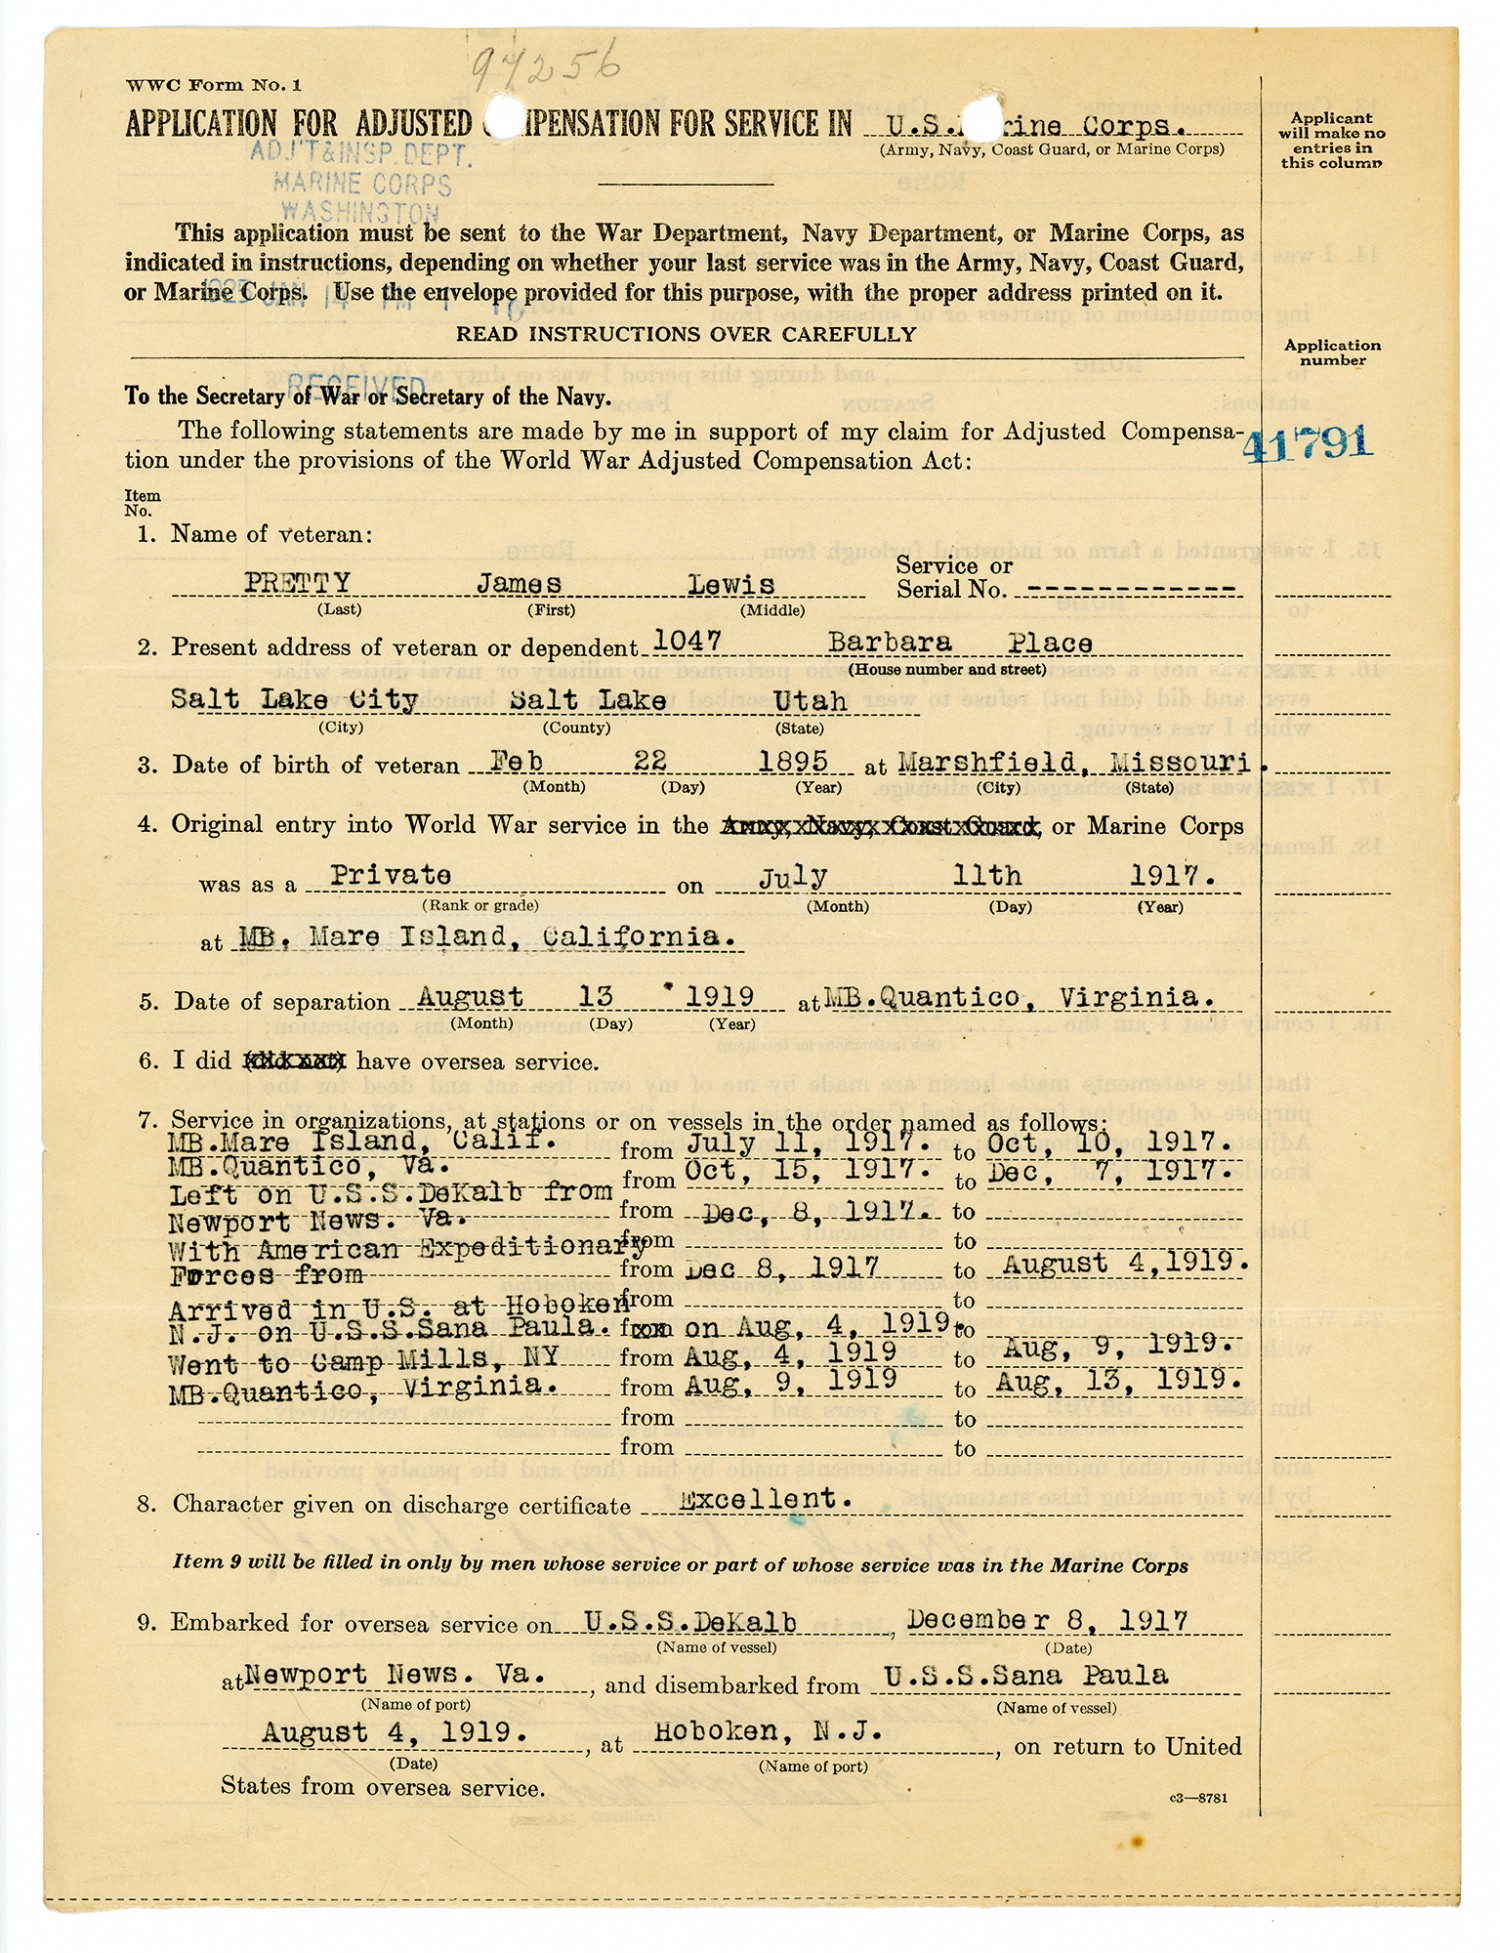 97256
WWC Form No. 1
APPLICATION FOR ADJUSTED MPENSATION FOR SERVICE IN U.S. rine Corps.
(Army, Navy, Coast Guard, or Marine Corps)
Applicant
will make no
entries in
this column
ADJ'T & INSP. DEPT.
MARINE CORPS
WASHINGTON
This application must be sent to the War Department, Navy Department, or Marine Corps, as
indicated in instructions, depending on whether your last service was in the Army, Navy, Coast Guard,
or Marine Corps. Use the envelope provided for this purpose, with the proper address printed on it.
1925 JAN 14 PM
READ INSTRUCTIONS OVER CAREFULLY
Application
number
RECEIVED
To the Secretary of War or Secretary of the Navy.
The following statements are made by me in support of my claim for Adjusted Compensa-
tion under the provisions of the World War Adjusted Compensation Act:
41791
Item
No.
1. Name of veteran:
PRETTY James Lewis Service or Serial No. ------------
(Last) (First) (Middle)
2. Present address of veteran or dependent 1047 Barbara Place
(House number and street)
Salt Lake City Salt Lake Utah
(City) (County) (State)
3. Date of birth of veteran Feb 22 1895 at Marshfield, Missouri.
(Month) (Day) (Year) (City) (State)
4. Original entry into World War service in the Army, Navy, Coast Guard, or Marine Corps
was as a Private on July 11th 1917.
(Rank or grade) (Month) (Day) (Year)
at MB. Mare Island, California.
5. Date of separation August 13 1919 at MB.Quantico, Virginia.
(Month) (Day) (Year)
6. I did (did not) have oversea service.
7. Service in organizations, at stations or on vessels in the order named as follows:
MB.Mare Island, Calif. from July 11, 1917. to Oct, 10, 1917.
MB.Quantico, Va. from Oct, 15, 1917. to Dec, 7, 1917.
Left on U.S.S.DeKalb from
Newport News. Va. from Dec, 8, 1917. to
With American Expeditionary from to
Forces from from Dec 8, 1917 to August 4,1919.
Arrived in U.S. at Hoboken from to
N.J. on U.S.S.Sana Paula. from on Aug, 4, 1919. to
Went to Camp Mills, NY from Aug, 4, 1919 to Aug, 9, 1919.
MB.Quantico, Virginia. from Aug, 9, 1919 to Aug, 13, 1919.
from to
from to
8. Character given on discharge certificate Excellent.
Item 9 will be filled in only by men whose service or part of whose service was in the Marine Corps
9. Embarked for oversea service on U.S.S.DeKalb, December 8, 1917
(Name of vessel) (Date)
at Newport News. Va., and disembarked from U.S.S.Sana Paula
(Name of port) (Name of vessel)
August 4, 1919., at Hoboken, N.J., on return to United
(Date) (Name of port)
States from oversea service.
c3—8781